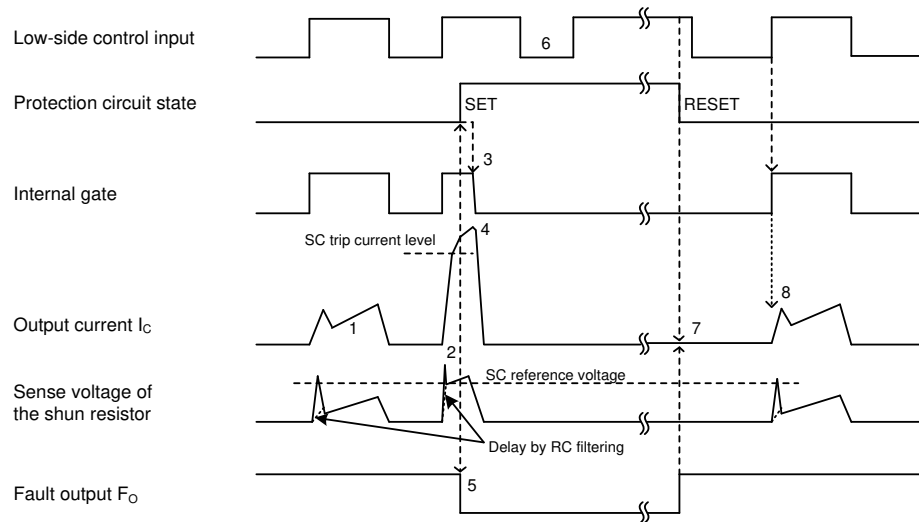 Low-side control input
6
Protection circuit state
SET
RESET
3
Internal gate
SC trip current level
4
Output current I_C
1
7
8
2
SC reference voltage
Sense voltage of
the shun resistor
Delay by RC filtering
Fault output F_O
5